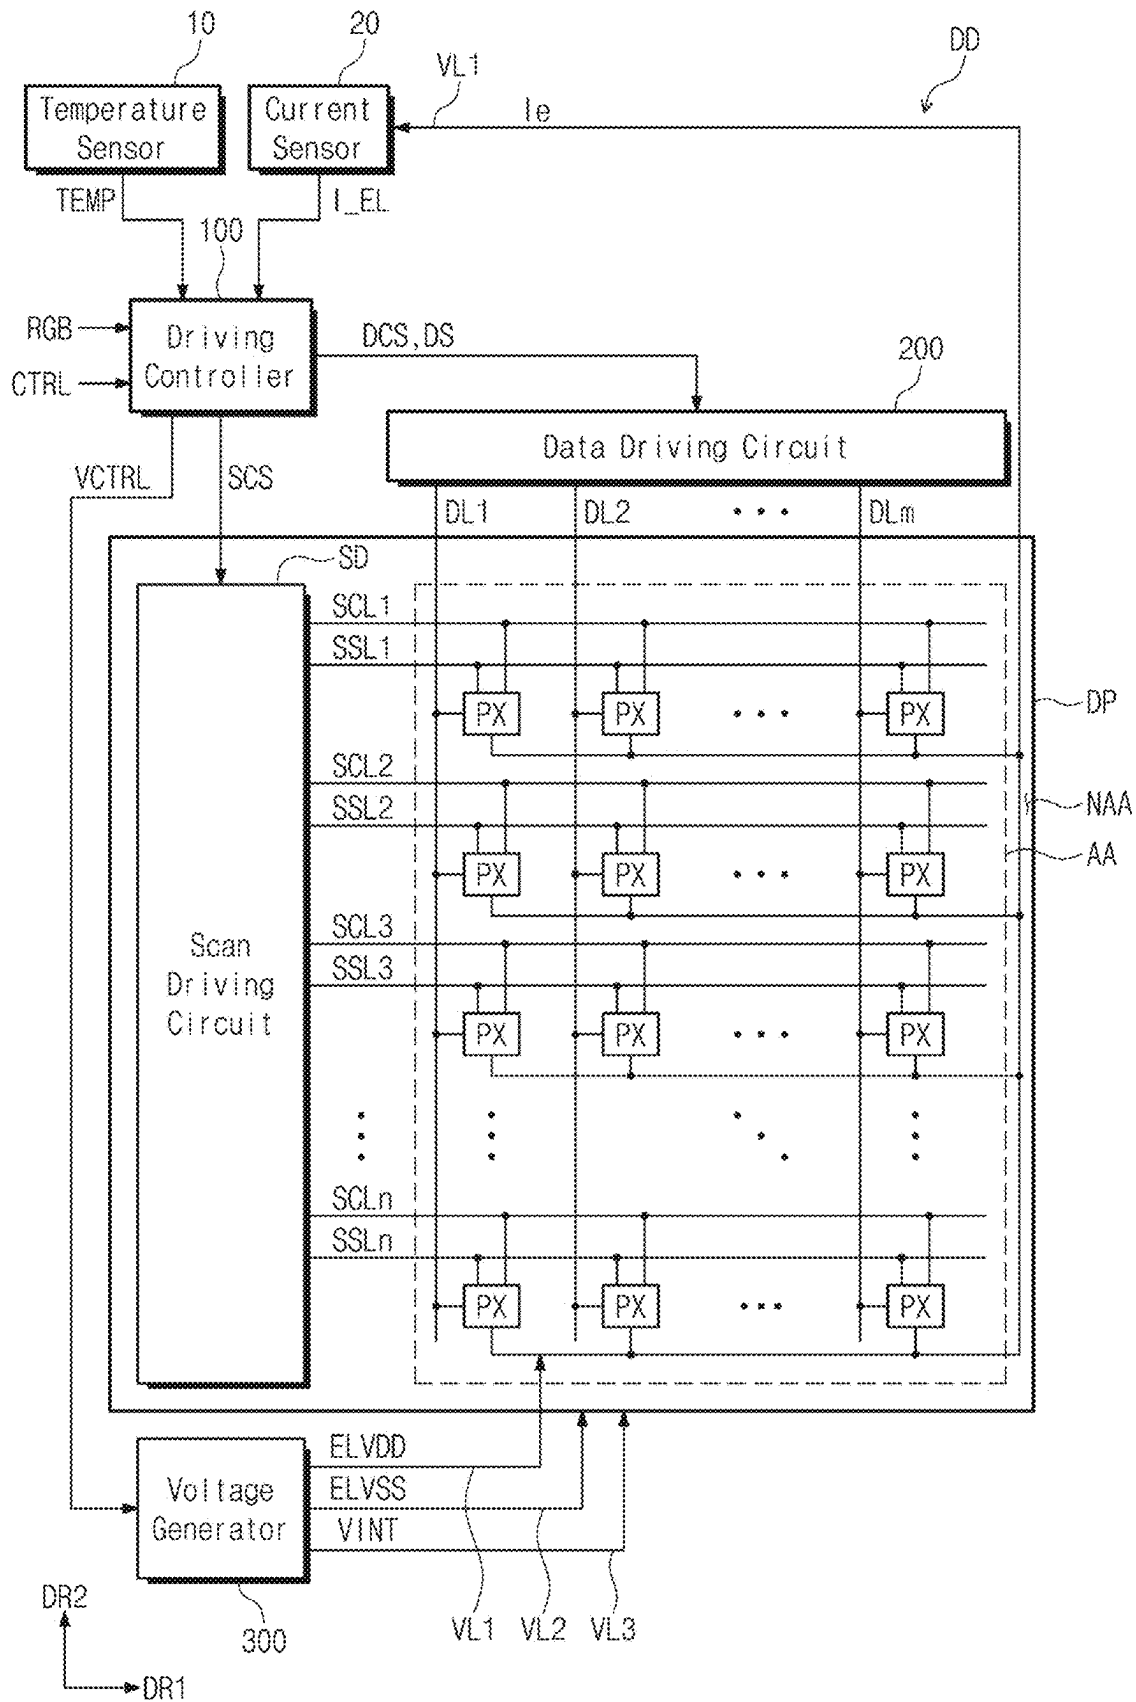 10
20
DD
VL1
Ie
Temperature
Sensor
Current
Sensor
TEMP
I_EL
100
RGB
CTRL
Driving
Controller
DCS,DS
200
Data Driving Circuit
VCTRL
SCS
DL1
DL2
DLm
SD
SCL1
SSL1
PX
PX
PX
DP
SCL2
SSL2
NAA
AA
PX
PX
PX
SCL3
SSL3
Scan
Driving
Circuit
PX
PX
PX
SCLn
SSLn
PX
PX
PX
Voltage
Generator
ELVDD
ELVSS
VINT
300
VL1
VL2
VL3
DR2
DR1